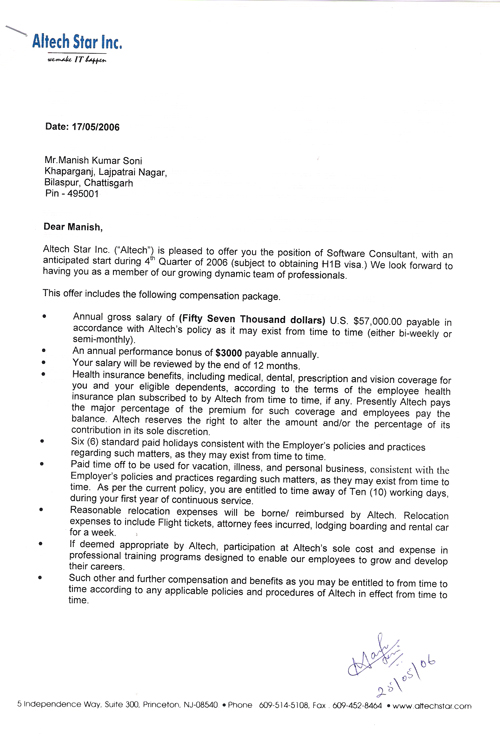 Altech Star Inc.
we make IT happen
Date: 17/05/2006
Mr.Manish Kumar Soni
Khaparganj, Lajpatrai Nagar,
Bilaspur, Chattisgarh
Pin - 495001
Dear Manish,
Altech Star Inc. ("Altech") is pleased to offer you the position of Software Consultant, with an
anticipated start during 4th Quarter of 2006 (subject to obtaining H1B visa.) We look forward to
having you as a member of our growing dynamic team of professionals.
This offer includes the following compensation package.
• Annual gross salary of (Fifty Seven Thousand dollars) U.S. $57,000.00 payable in
accordance with Altech's policy as it may exist from time to time (either bi-weekly or
semi-monthly).
• An annual performance bonus of $3000 payable annually.
• Your salary will be reviewed by the end of 12 months.
• Health insurance benefits, including medical, dental, prescription and vision coverage for
you and your eligible dependents, according to the terms of the employee health
insurance plan subscribed to by Altech from time to time, if any. Presently Altech pays
the major percentage of the premium for such coverage and employees pay the
balance. Altech reserves the right to alter the amount and/or the percentage of its
contribution in its sole discretion.
• Six (6) standard paid holidays consistent with the Employer's policies and practices
regarding such matters, as they may exist from time to time.
• Paid time off to be used for vacation, illness, and personal business, consistent with the
Employer's policies and practices regarding such matters, as they may exist from time to
time. As per the current policy, you are entitled to time away of Ten (10) working days,
during your first year of continuous service.
• Reasonable relocation expenses will be borne/ reimbursed by Altech. Relocation
expenses to include Flight tickets, attorney fees incurred, lodging boarding and rental car
for a week.
• If deemed appropriate by Altech, participation at Altech's sole cost and expense in
professional training programs designed to enable our employees to grow and develop
their careers.
• Such other and further compensation and benefits as you may be entitled to from time to
time according to any applicable policies and procedures of Altech in effect from time to
time.
25/05/06
5 Independence Way, Suite 300, Princeton, NJ-08540 • Phone 609-514-5108, Fax . 609-452-8464 • www.altechstar.com